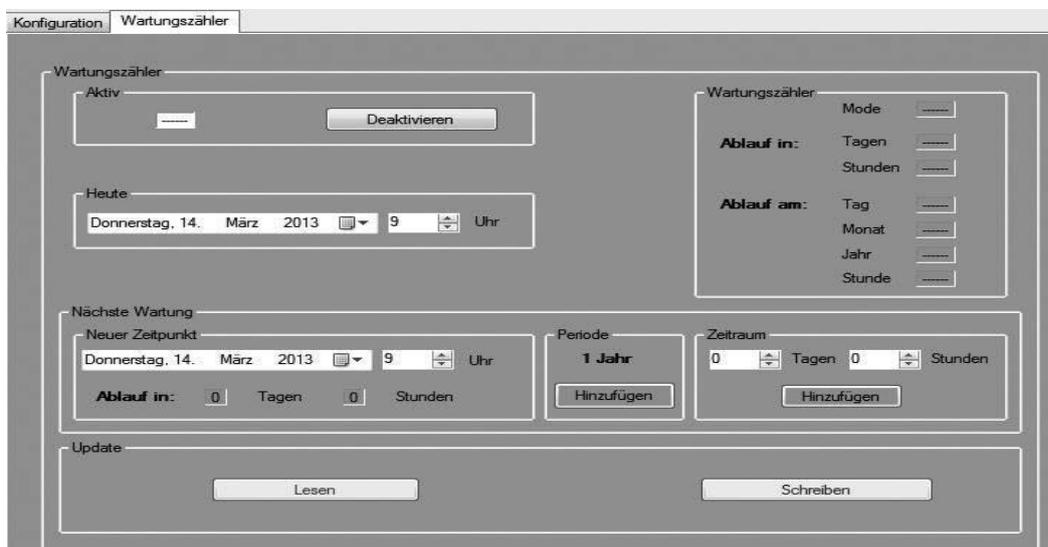 Konfiguration Wartungszähler
Wartungszähler
Aktiv
------ Deaktivieren
Heute
Donnerstag, 14. März 2013 9 Uhr
Wartungszähler
Mode ------
Ablauf in: Tagen ------
Stunden ------
Ablauf am: Tag ------
Monat ------
Jahr ------
Stunde ------
Nächste Wartung
Neuer Zeitpunkt
Donnerstag, 14. März 2013 9 Uhr
Ablauf in: 0 Tagen 0 Stunden
Periode
1 Jahr
Hinzufügen
Zeitraum
0 Tagen 0 Stunden
Hinzufügen
Update
Lesen Schreiben